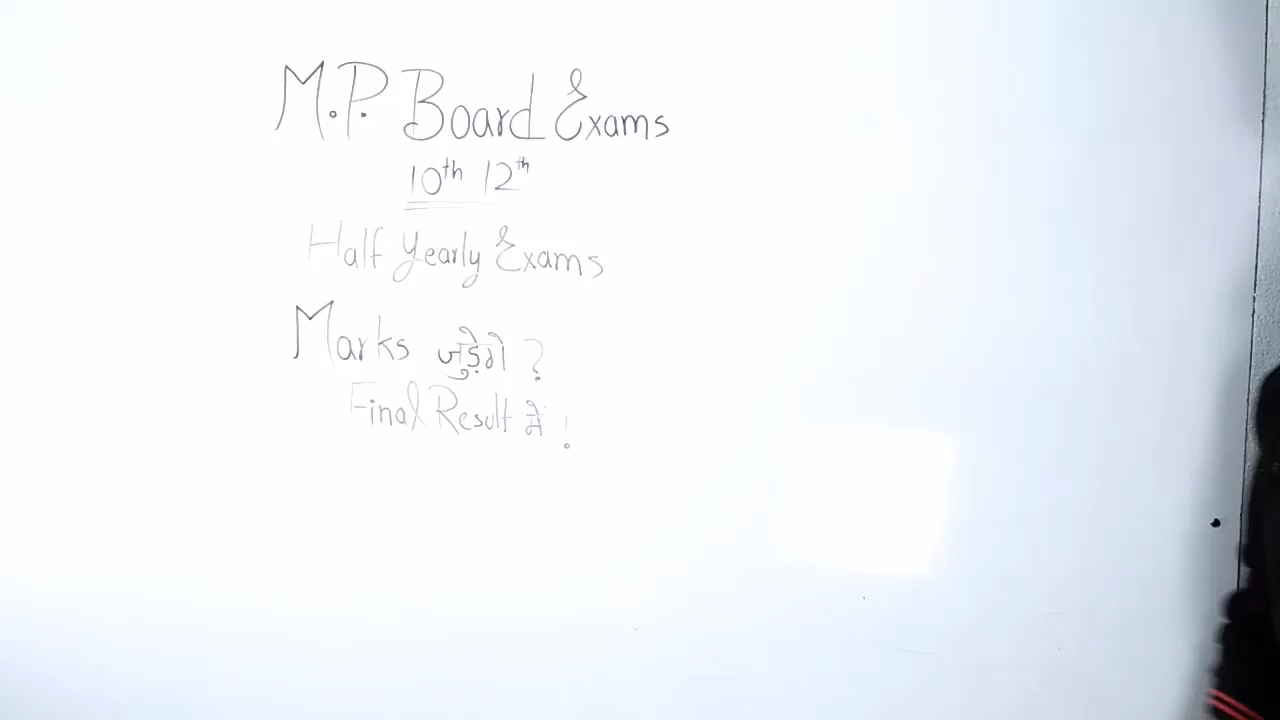 M.P. Board Exams
10th 12th
Half Yearly Exams
Marks जुड़ेगे ?
Final Result मे !